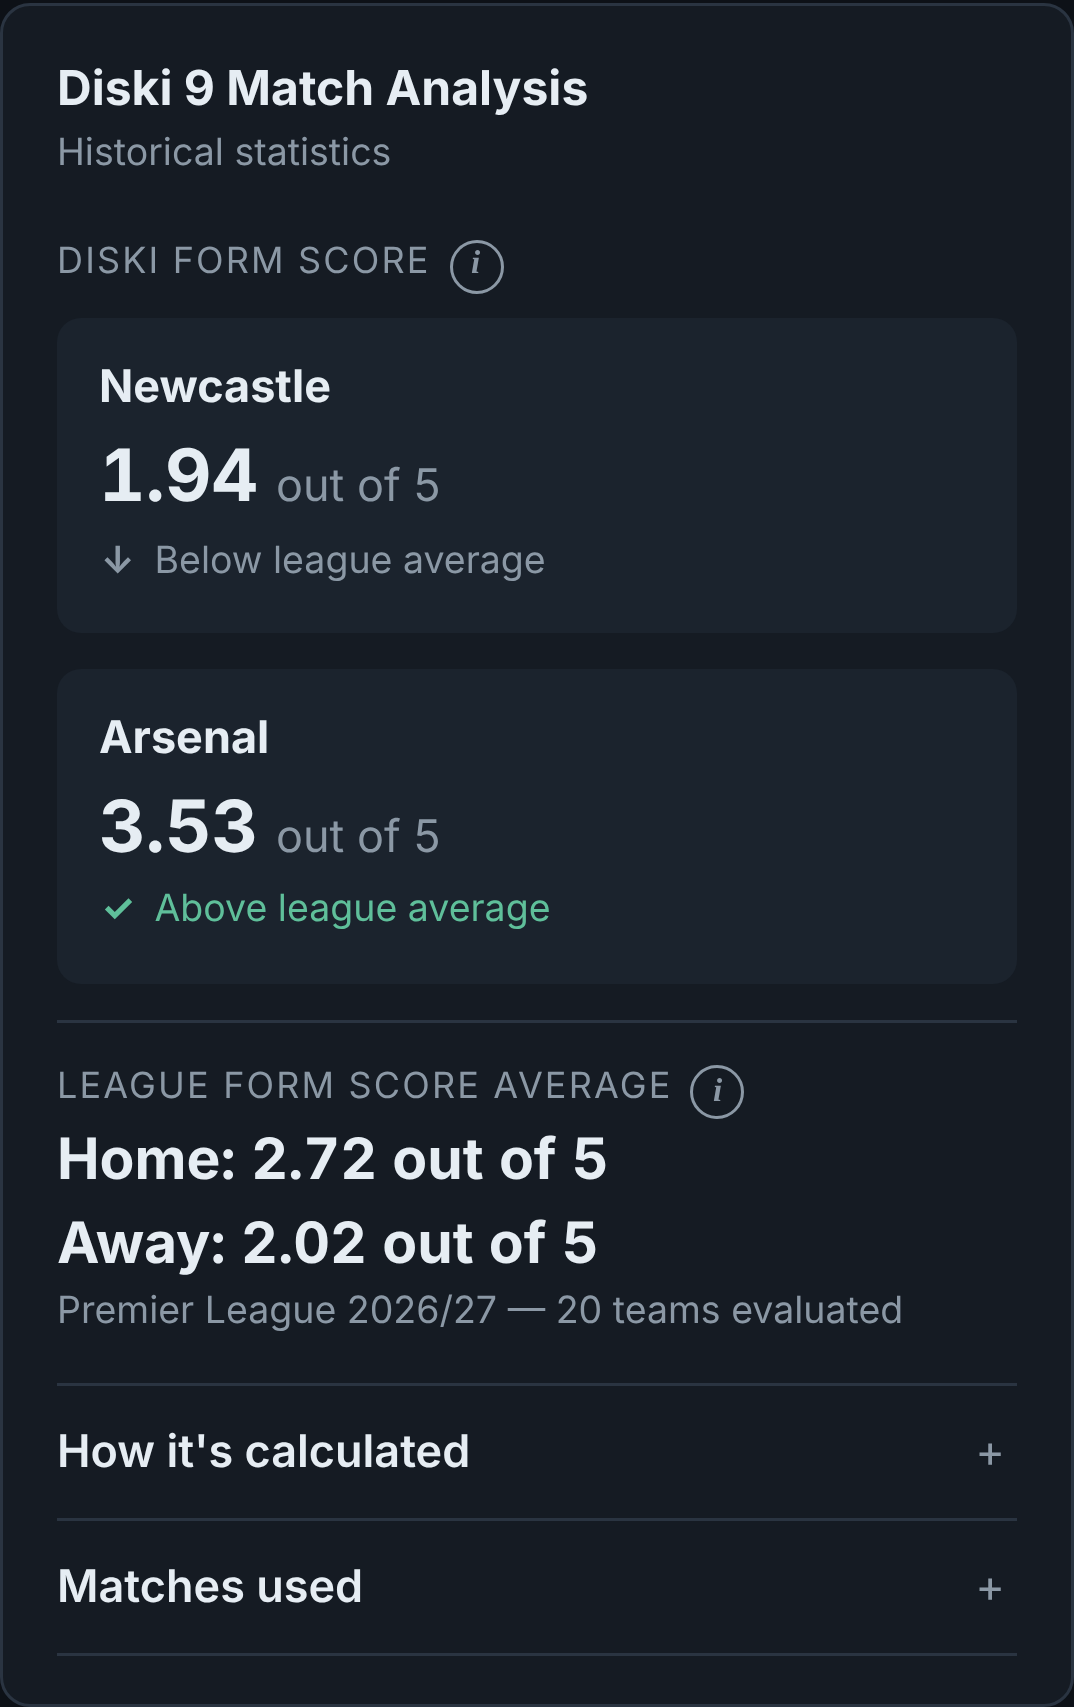 Diski 9 Match Analysis
Historical statistics
DISKI FORM SCORE i
Newcastle
1.94 out of 5
↓ Below league average
Arsenal
3.53 out of 5
✓ Above league average
LEAGUE FORM SCORE AVERAGE i
Home: 2.72 out of 5
Away: 2.02 out of 5
Premier League 2026/27 — 20 teams evaluated
How it's calculated +
Matches used +